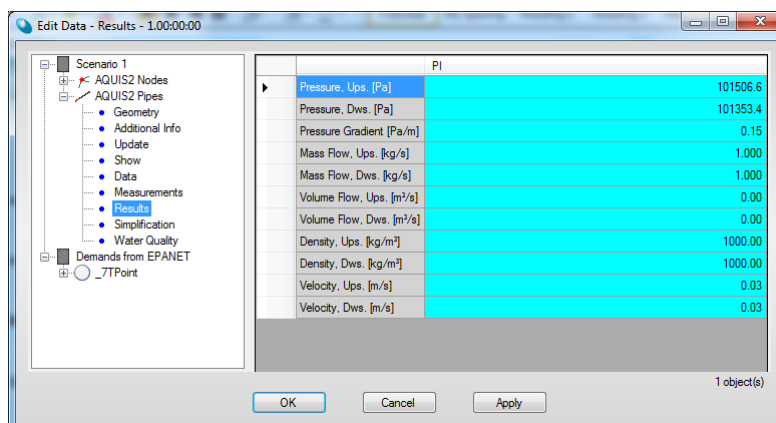 Edit Data - Results - 1.00:00:00
Scenario 1
AQUIS2 Nodes
AQUIS2 Pipes
Geometry
Additional Info
Update
Show
Data
Measurements
Results
Simplification
Water Quality
Demands from EPANET
_7TPoint
PI
Pressure, Ups. [Pa] 101506.6
Pressure, Dws. [Pa] 101353.4
Pressure Gradient [Pa/m] 0.15
Mass Flow, Ups. [kg/s] 1.000
Mass Flow, Dws. [kg/s] 1.000
Volume Flow, Ups. [m³/s] 0.00
Volume Flow, Dws. [m³/s] 0.00
Density, Ups. [kg/m³] 1000.00
Density, Dws. [kg/m³] 1000.00
Velocity, Ups. [m/s] 0.03
Velocity, Dws. [m/s] 0.03
1 object(s)
OK Cancel Apply